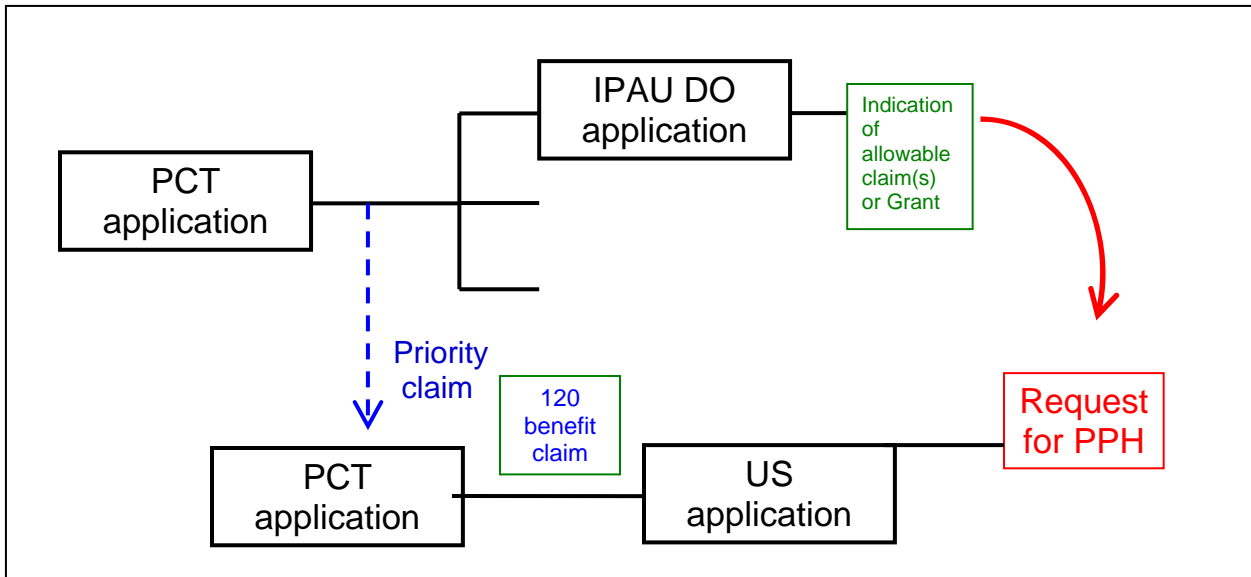 IPAU DO
application
Indication
of
allowable
claim(s)
or Grant
PCT
application
Priority
claim
120
benefit
claim
Request
for PPH
PCT
application
US
application